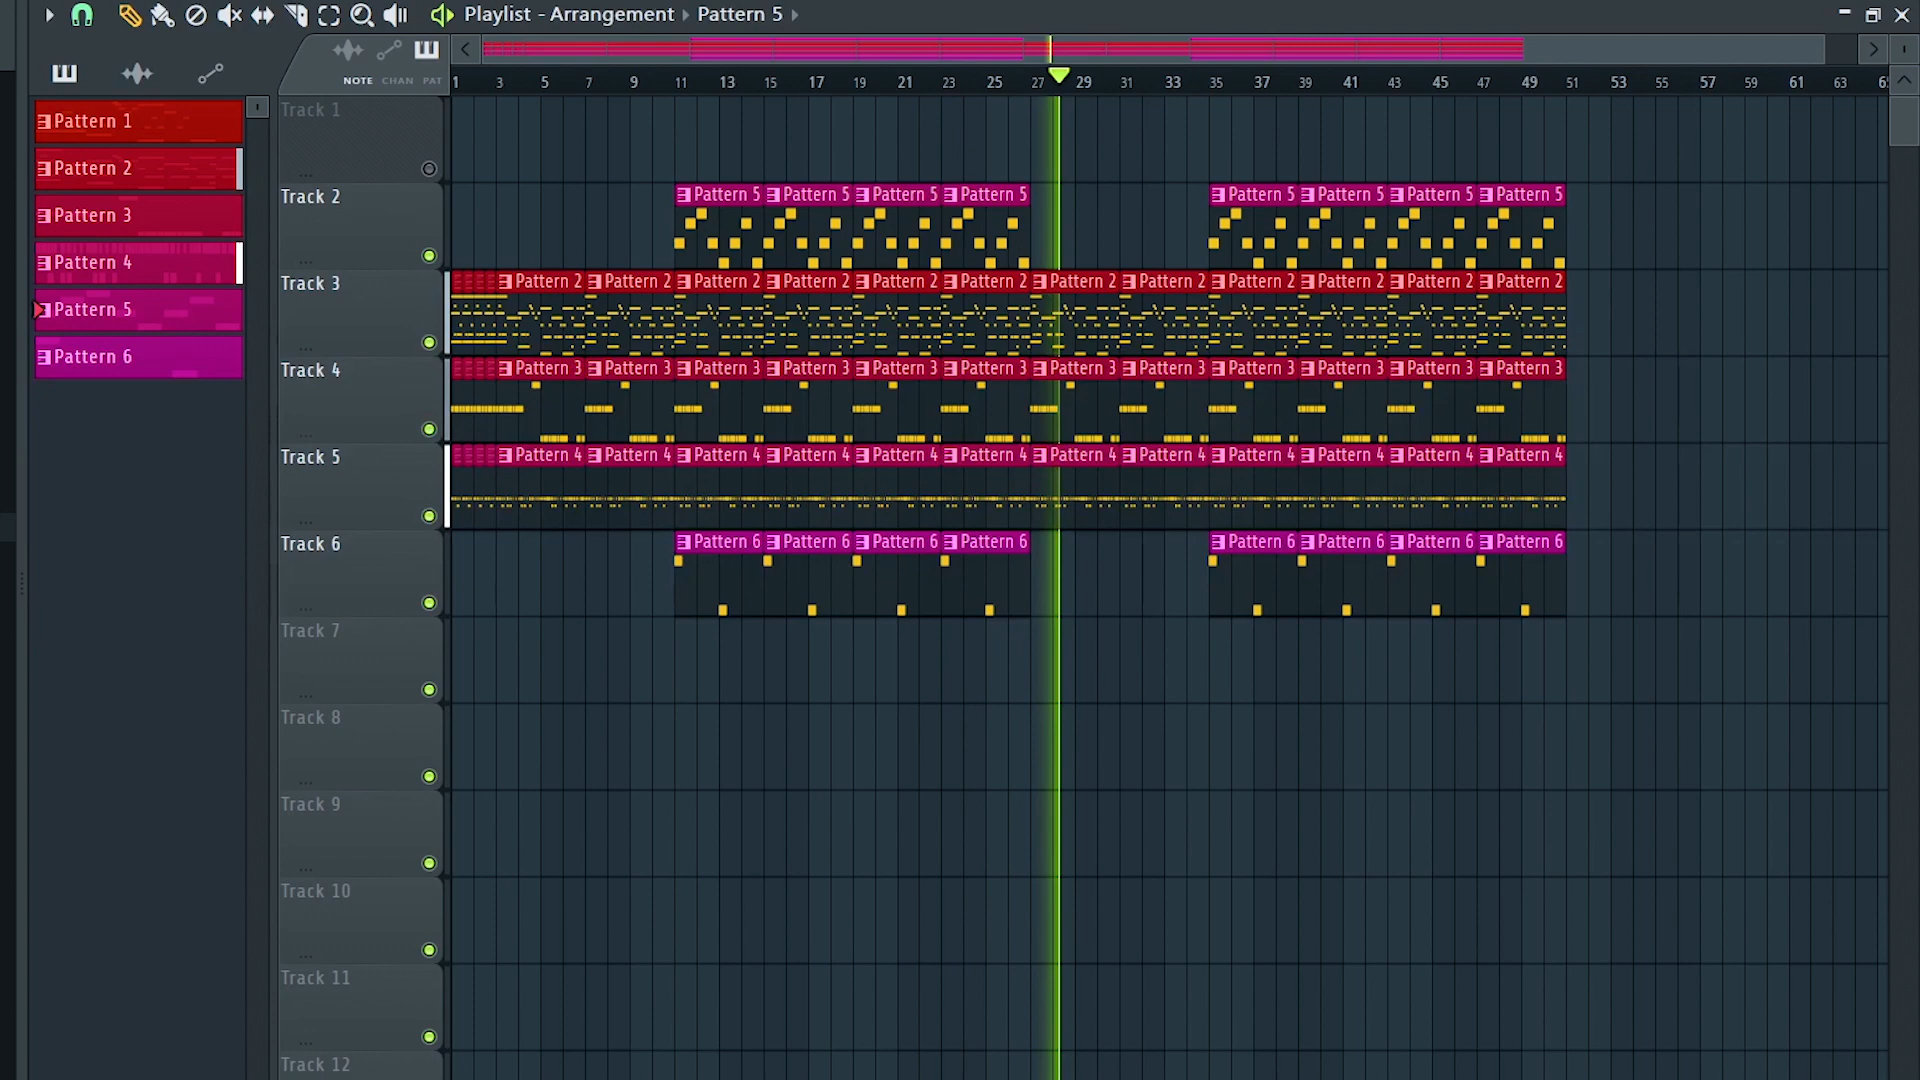 Playlist - Arrangement Pattern 5
NOTE CHAN PAT
1 3 5 7 9 11 13 15 17 19 21 23 25 27 29 31 33 35 37 39 41 43 45 47 49 51 53 55 57 59 61 63
Pattern 1
Pattern 2
Pattern 3
Pattern 4
Pattern 5
Pattern 6
Track 1
Track 2
Pattern 5 Pattern 5 Pattern 5 Pattern 5 Pattern 5 Pattern 5 Pattern 5 Pattern 5
Track 3
Pattern 2 Pattern 2 Pattern 2 Pattern 2 Pattern 2 Pattern 2 Pattern 2 Pattern 2 Pattern 2 Pattern 2 Pattern 2 Pattern 2
Track 4
Pattern 3 Pattern 3 Pattern 3 Pattern 3 Pattern 3 Pattern 3 Pattern 3 Pattern 3 Pattern 3 Pattern 3 Pattern 3 Pattern 3
Track 5
Pattern 4 Pattern 4 Pattern 4 Pattern 4 Pattern 4 Pattern 4 Pattern 4 Pattern 4 Pattern 4 Pattern 4 Pattern 4 Pattern 4
Track 6
Pattern 6 Pattern 6 Pattern 6 Pattern 6 Pattern 6 Pattern 6 Pattern 6 Pattern 6
Track 7
Track 8
Track 9
Track 10
Track 11
Track 12